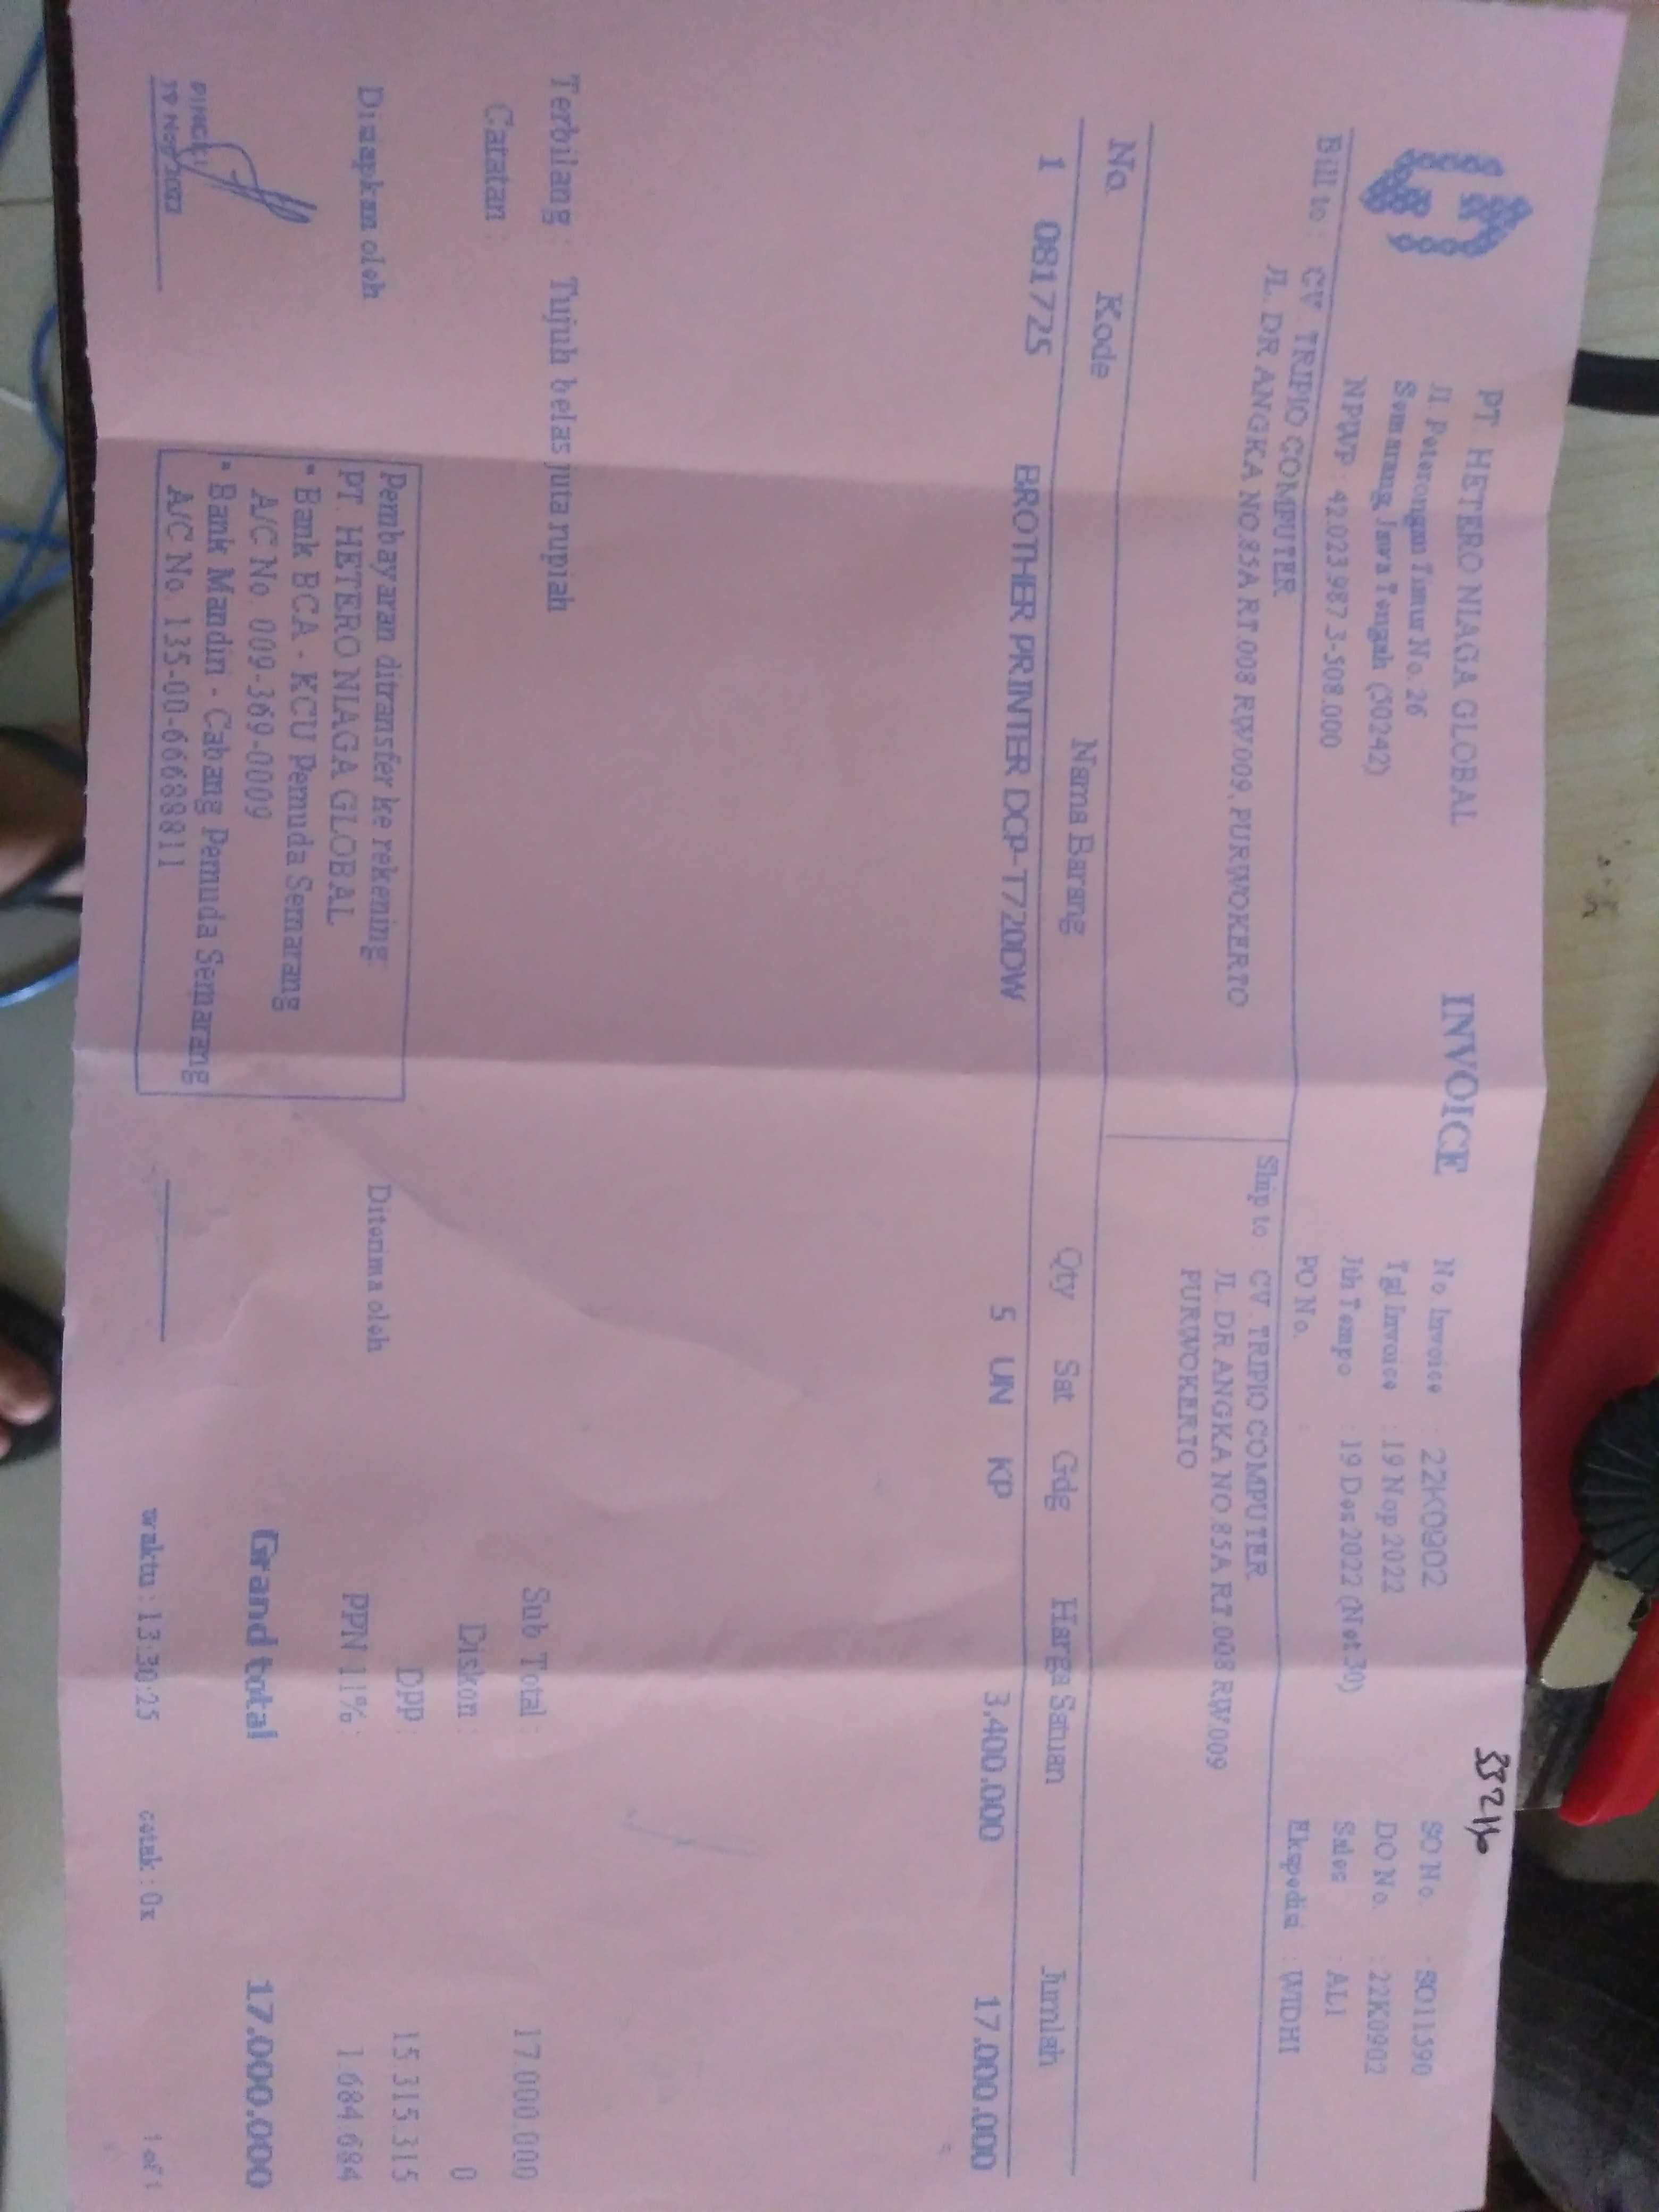 PT HETERO NIAGA GLOBAL
Jl Peterongan Timur No. 26
Semarang, Jawa Tengah (50242)
NPWP : 42.023.987.3-508.000
INVOICE
No Invoice : 22K0902
Tgl Invoice : 19 Nop 2022
Jth Tempo : 19 Des 2022 (Net 30)
PO No.
SO No. : SO11390
DO No. : 22K0902
Sales : ALI
Ekspedisi : WIDHI
Bill to : CV TRIPIO COMPUTER
JL. DR ANGKA NO.85A RT.008 RW009, PURWOKERTO
Ship to : CV. TRIPIO COMPUTER
JL. DR ANGKA NO.85A RT.008 RW.009
PURWOKERTO
No. Kode Nama Barang Qty Sat Gdg Harga Satuan Jumlah
1 081725 BROTHER PRINTER DCP-T720DW 5 UN KP 3.400.000 17.000.000
Terbilang : Tujuh belas juta rupiah
Catatan :
Sub Total : 17.000.000
Diskon : 0
DPP : 15.315.315
PPN 11% : 1.684.684
Grand total 17.000.000
Disiapkan oleh
19 Nop 2022
Pembayaran ditransfer ke rekening:
PT. HETERO NIAGA GLOBAL
* Bank BCA - KCU Pemuda Semarang
A/C No. 009-369-0009
* Bank Mandiri - Cabang Pemuda Semarang
A/C No. 135-00-6668811
Diterima oleh
waktu : 13:30:25 cetak : 0x 1 of 1